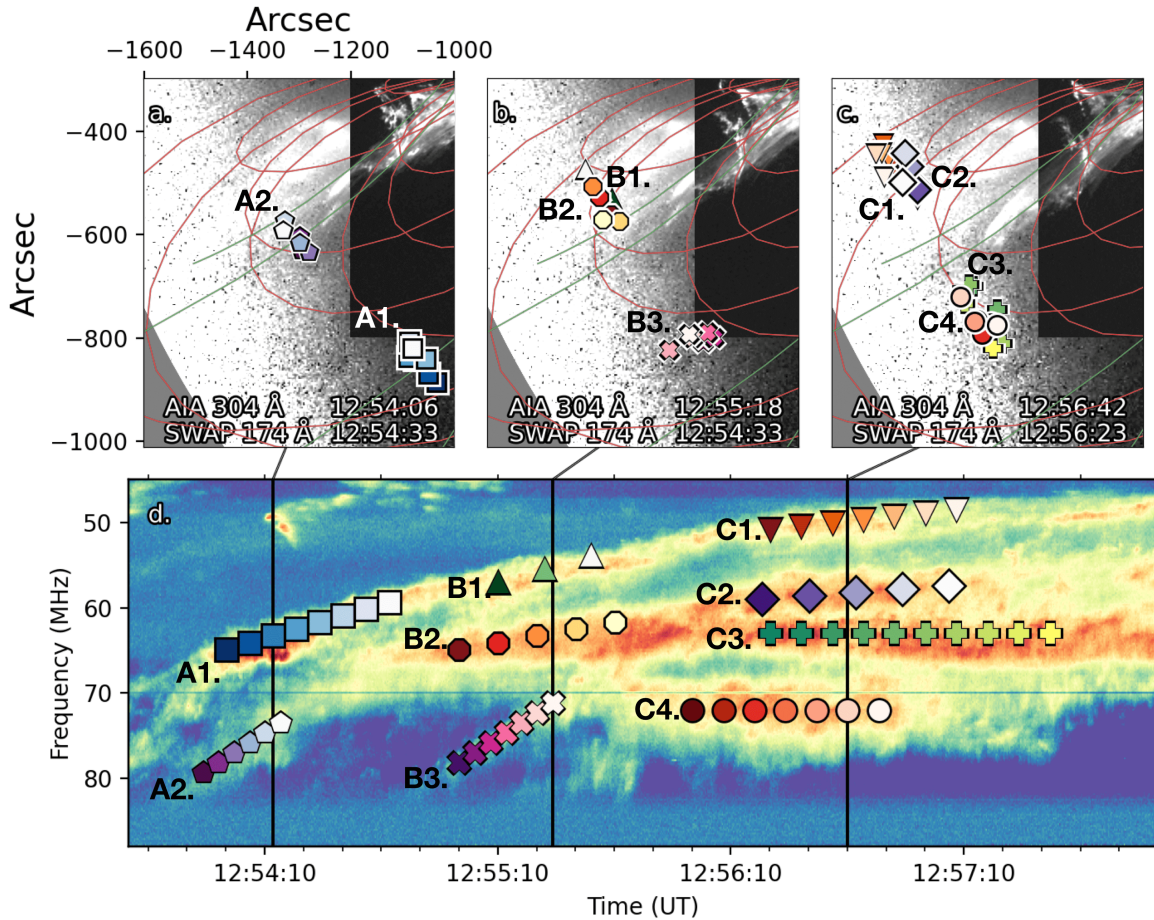 Arcsec
−1600 −1400 −1200 −1000
Arcsec
−400
−600
−800
−1000
a.
A2.
A1.
AIA 304 Å 12:54:06
SWAP 174 Å 12:54:33
b.
B1.
B2.
B3.
AIA 304 Å 12:55:18
SWAP 174 Å 12:54:33
c.
C2.
C1.
C3.
C4.
AIA 304 Å 12:56:42
SWAP 174 Å 12:56:23
d.
Frequency (MHz)
50
60
70
80
C1.
B1.
C2.
B2.
C3.
A1.
C4.
B3.
A2.
12:54:10 12:55:10 12:56:10 12:57:10
Time (UT)